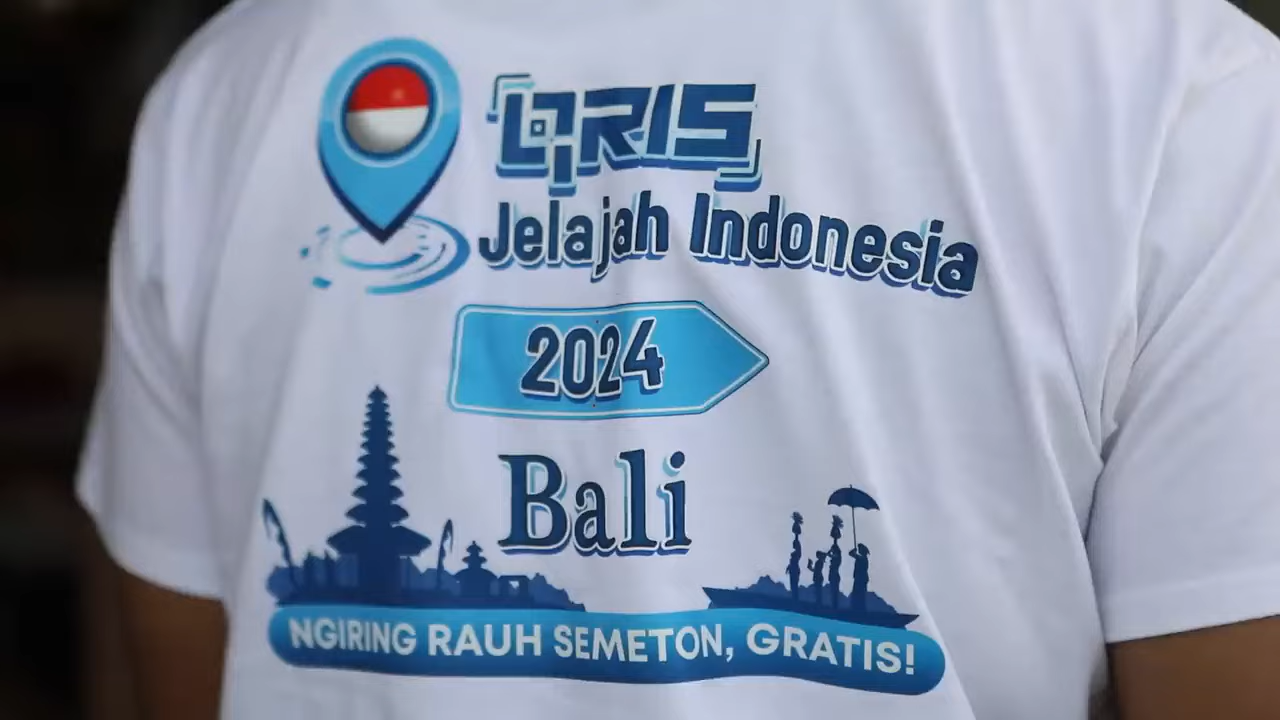 QRIS
Jelajah Indonesia
2024
Bali
NGIRING RAUH SEMETON, GRATIS!